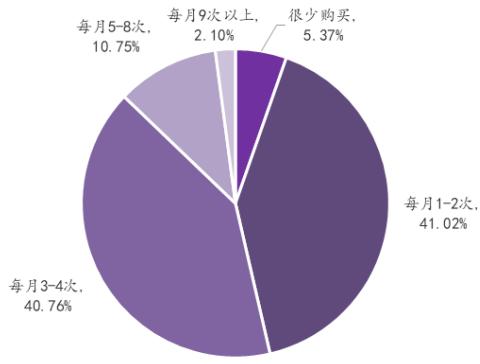 每月9次以上,
2.10%
很少购买,
5.37%
每月5-8次,
10.75%
每月1-2次,
41.02%
每月3-4次,
40.76%